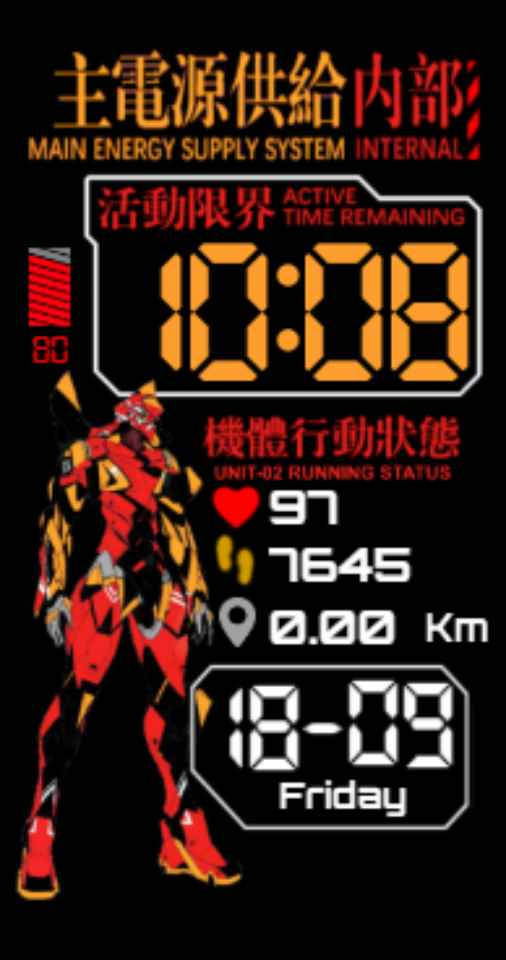 主電源供給内部
MAIN ENERGY SUPPLY SYSTEM INTERNAL
活動限界 ACTIVE TIME REMAINING
10:08
80
機體行動狀態
UNIT-02 RUNNING STATUS
97
7645
0.00 Km
18-09
Friday